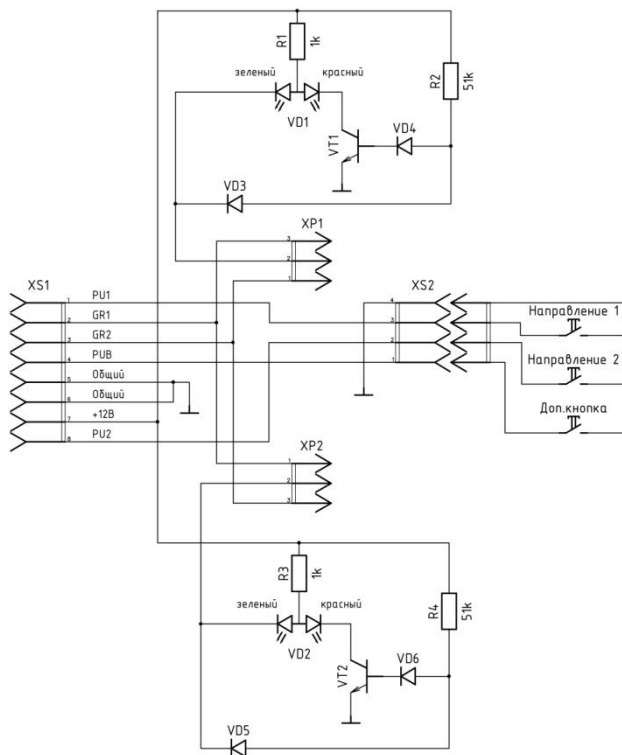 R1
1k
R2
51k
зеленый
красный
VD1
VT1
VD4
VD3
XP1
3
2
1
XS1
1 PU1
2 GR1
3 GR2
4 PUB
5 Общий
6 Общий
7 +12В
8 PU2
XS2
4
3
2
1
Направление 1
Направление 2
Доп.кнопка
XP2
1
2
3
R3
1k
R4
51k
зеленый
красный
VD2
VT2
VD6
VD5